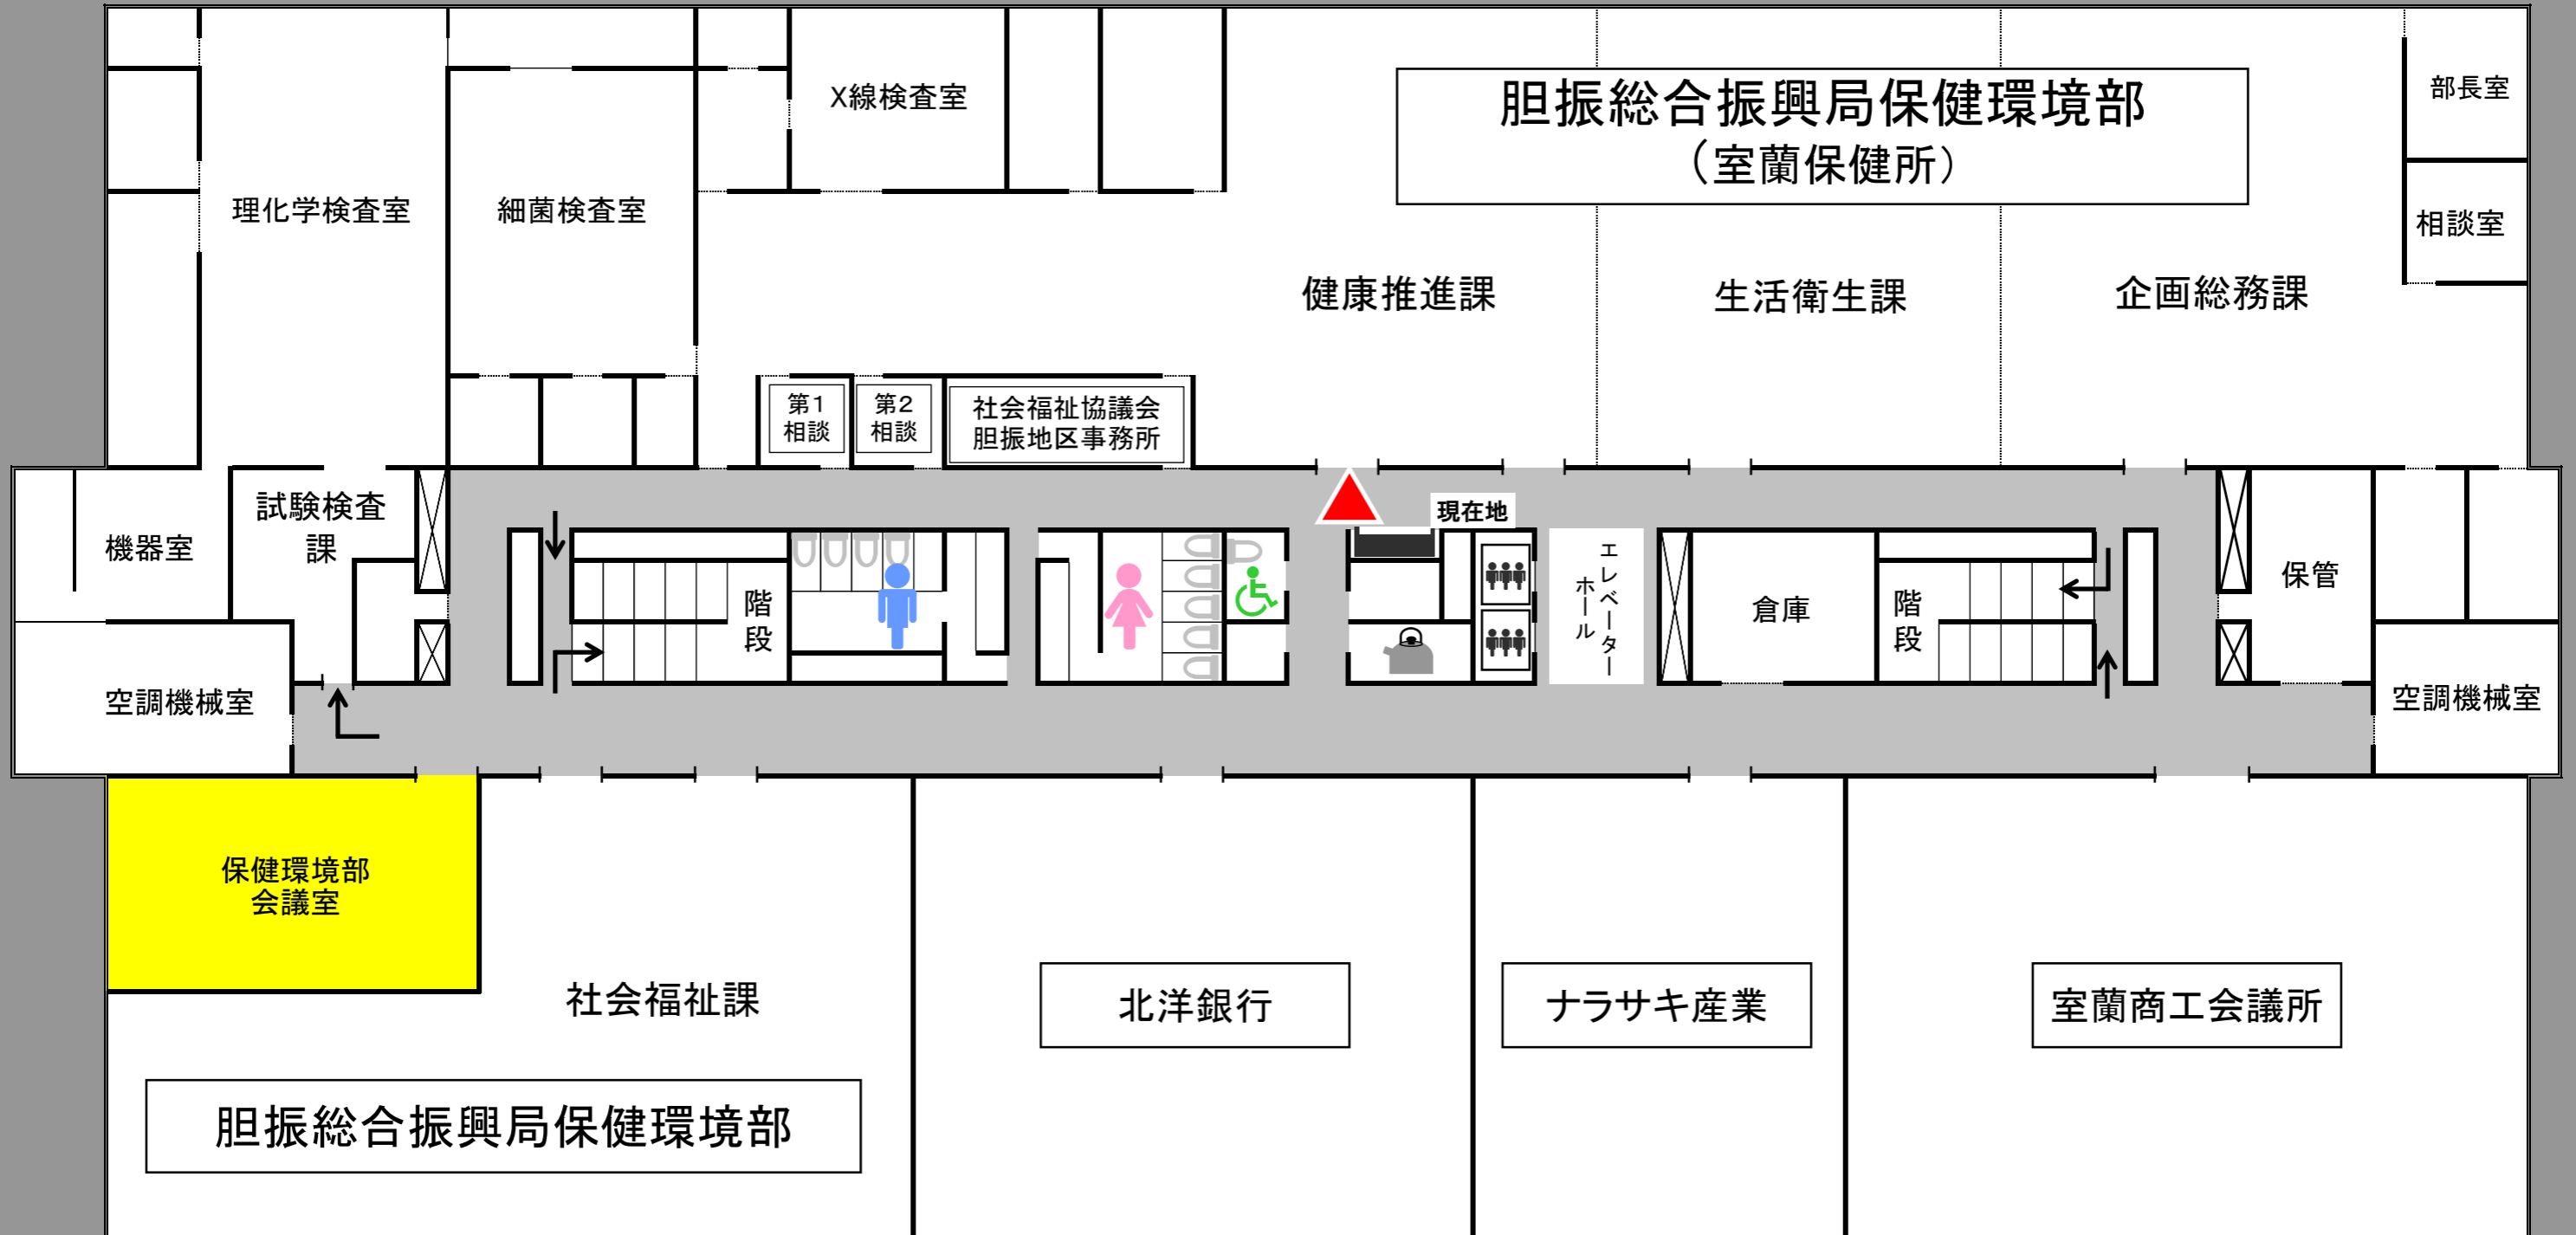 胆振総合振興局保健環境部
（室蘭保健所）
部長室
相談室
X線検査室
理化学検査室
細菌検査室
健康推進課
生活衛生課
企画総務課
第1
相談
第2
相談
社会福祉協議会
胆振地区事務所
現在地
機器室
試験検査
課
階段
エレベーター
ホール
倉庫
階段
保管
空調機械室
空調機械室
保健環境部
会議室
社会福祉課
北洋銀行
ナラサキ産業
室蘭商工会議所
胆振総合振興局保健環境部